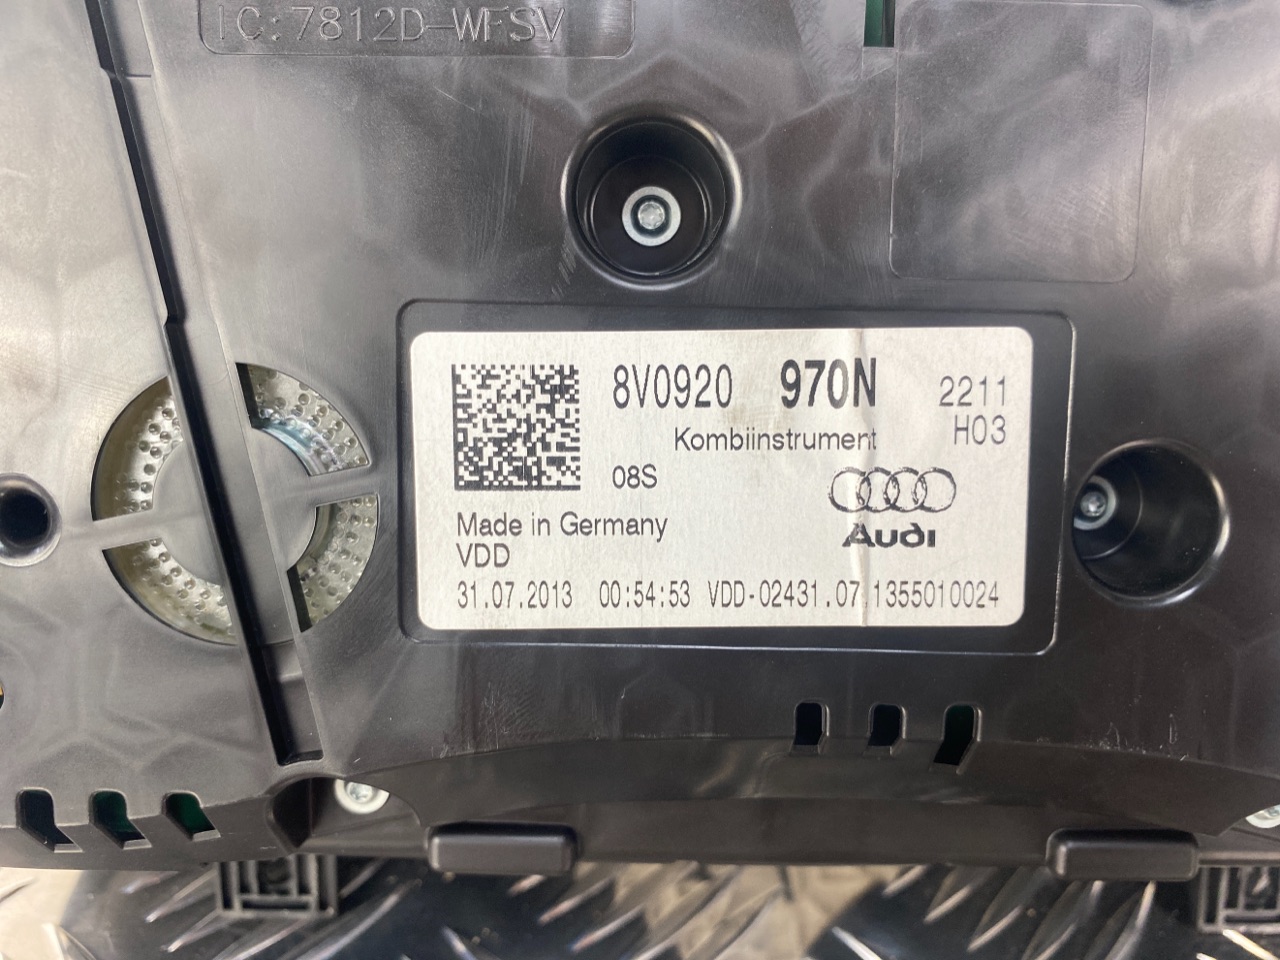 IC:7812D-WFSV
8V0920 970N 2211
Kombiinstrument H03
08S
Audi
Made in Germany
VDD
31.07.2013 00:54:53 VDD-02431.07.1355010024